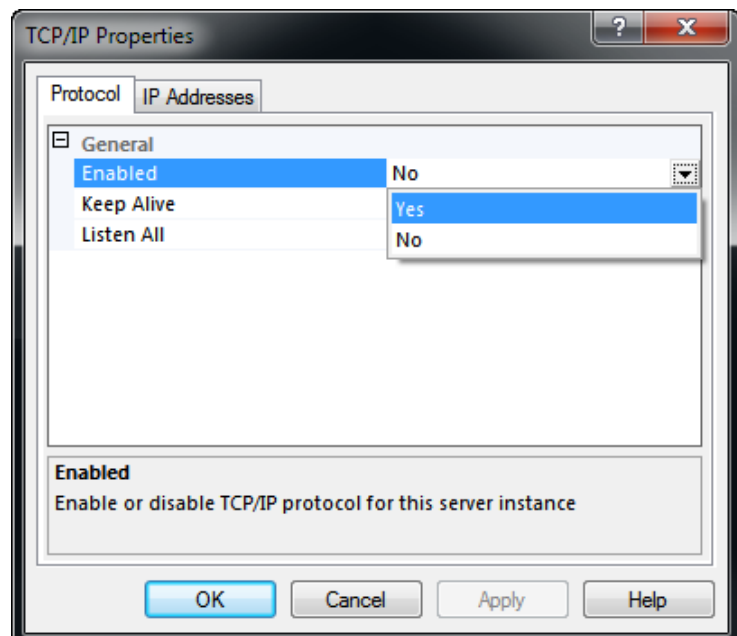 TCP/IP Properties
? X
Protocol IP Addresses
General
Enabled No
Keep Alive Yes
Listen All No
Enabled
Enable or disable TCP/IP protocol for this server instance
OK Cancel Apply Help